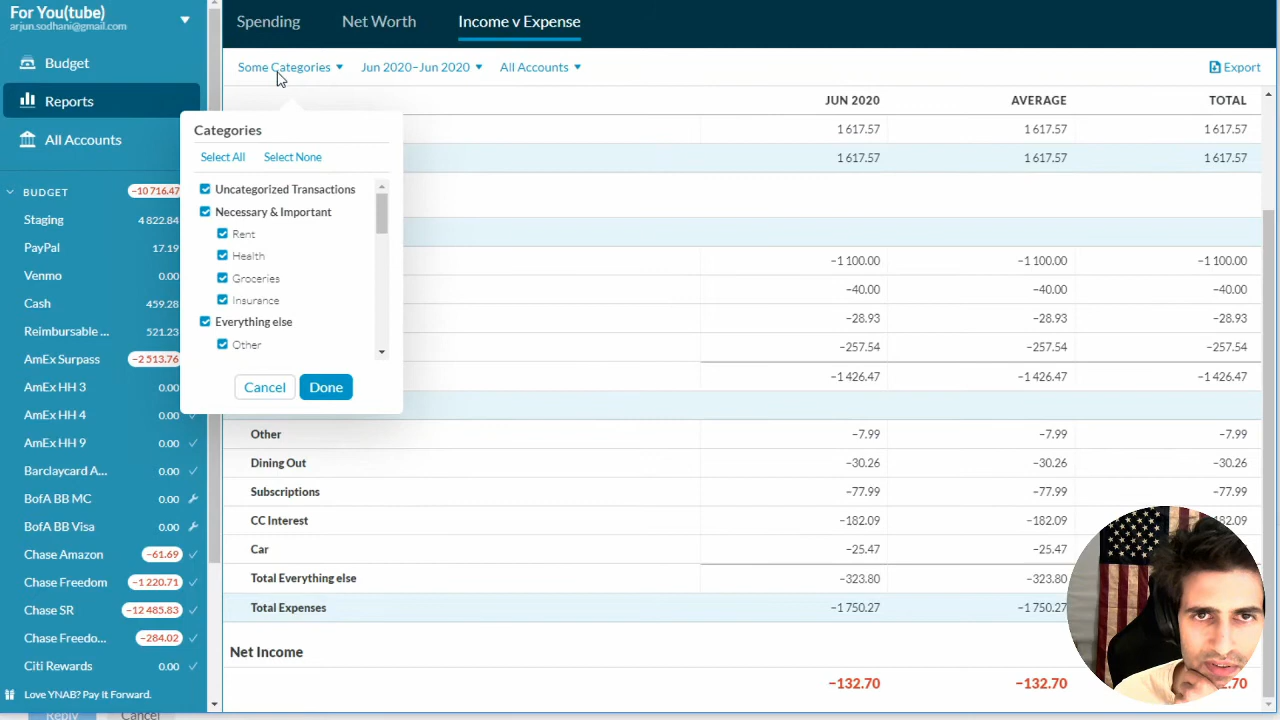 For You(tube)
arjun.sodhani@gmail.com
Budget
Reports
All Accounts
BUDGET −10 716.47
Staging 4 822.84
PayPal 17.19
Venmo 0.00
Cash 459.28
Reimbursable ... 521.23
AmEx Surpass −2 513.76
AmEx HH 3 0.00
AmEx HH 4 0.00
AmEx HH 9 0.00
Barclaycard A... 0.00
BofA BB MC 0.00
BofA BB Visa 0.00
Chase Amazon −61.69
Chase Freedom −1 220.71
Chase SR −12 485.83
Chase Freedo... −284.02
Citi Rewards 0.00
Love YNAB? Pay It Forward.
Reply Cancel
Spending Net Worth Income v Expense
Some Categories Jun 2020–Jun 2020 All Accounts Export
Categories
Select All Select None
Uncategorized Transactions
Necessary & Important
Rent
Health
Groceries
Insurance
Everything else
Other
Cancel Done
JUN 2020 AVERAGE TOTAL
1 617.57 1 617.57 1 617.57
1 617.57 1 617.57 1 617.57
−1 100.00 −1 100.00 −1 100.00
−40.00 −40.00 −40.00
−28.93 −28.93 −28.93
−257.54 −257.54 −257.54
−1 426.47 −1 426.47 −1 426.47
Other −7.99 −7.99 −7.99
Dining Out −30.26 −30.26 −30.26
Subscriptions −77.99 −77.99 −77.99
CC Interest −182.09 −182.09 182.09
Car −25.47 −25.47
Total Everything else −323.80 −323.80
Total Expenses −1 750.27 −1 750.27
Net Income
−132.70 −132.70 2.70